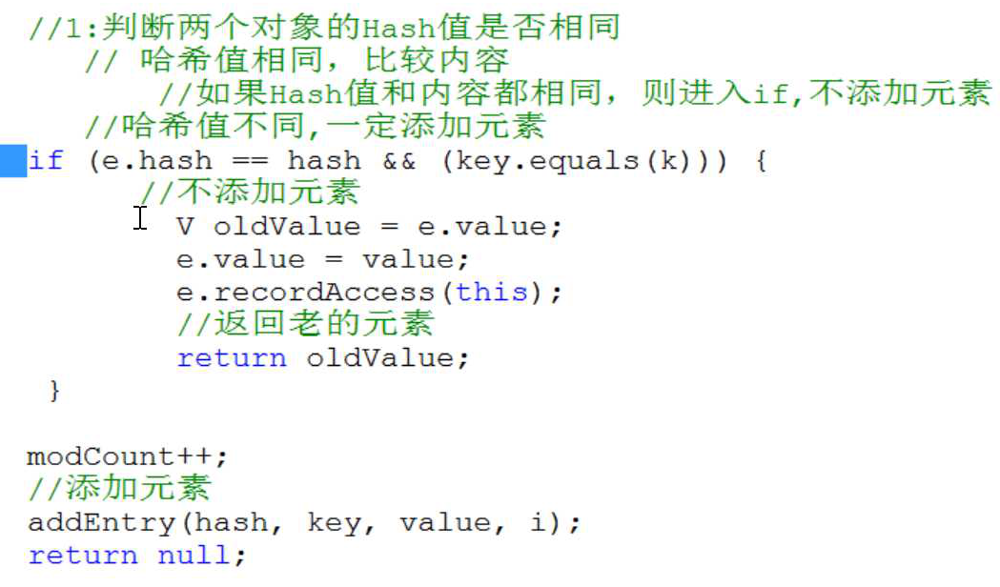 //1:判断两个对象的Hash值是否相同
// 哈希值相同，比较内容
//如果Hash值和内容都相同，则进入if,不添加元素
//哈希值不同,一定添加元素
if (e.hash == hash && (key.equals(k))) {
//不添加元素
V oldValue = e.value;
e.value = value;
e.recordAccess(this);
//返回老的元素
return oldValue;
}
modCount++;
//添加元素
addEntry(hash, key, value, i);
return null;